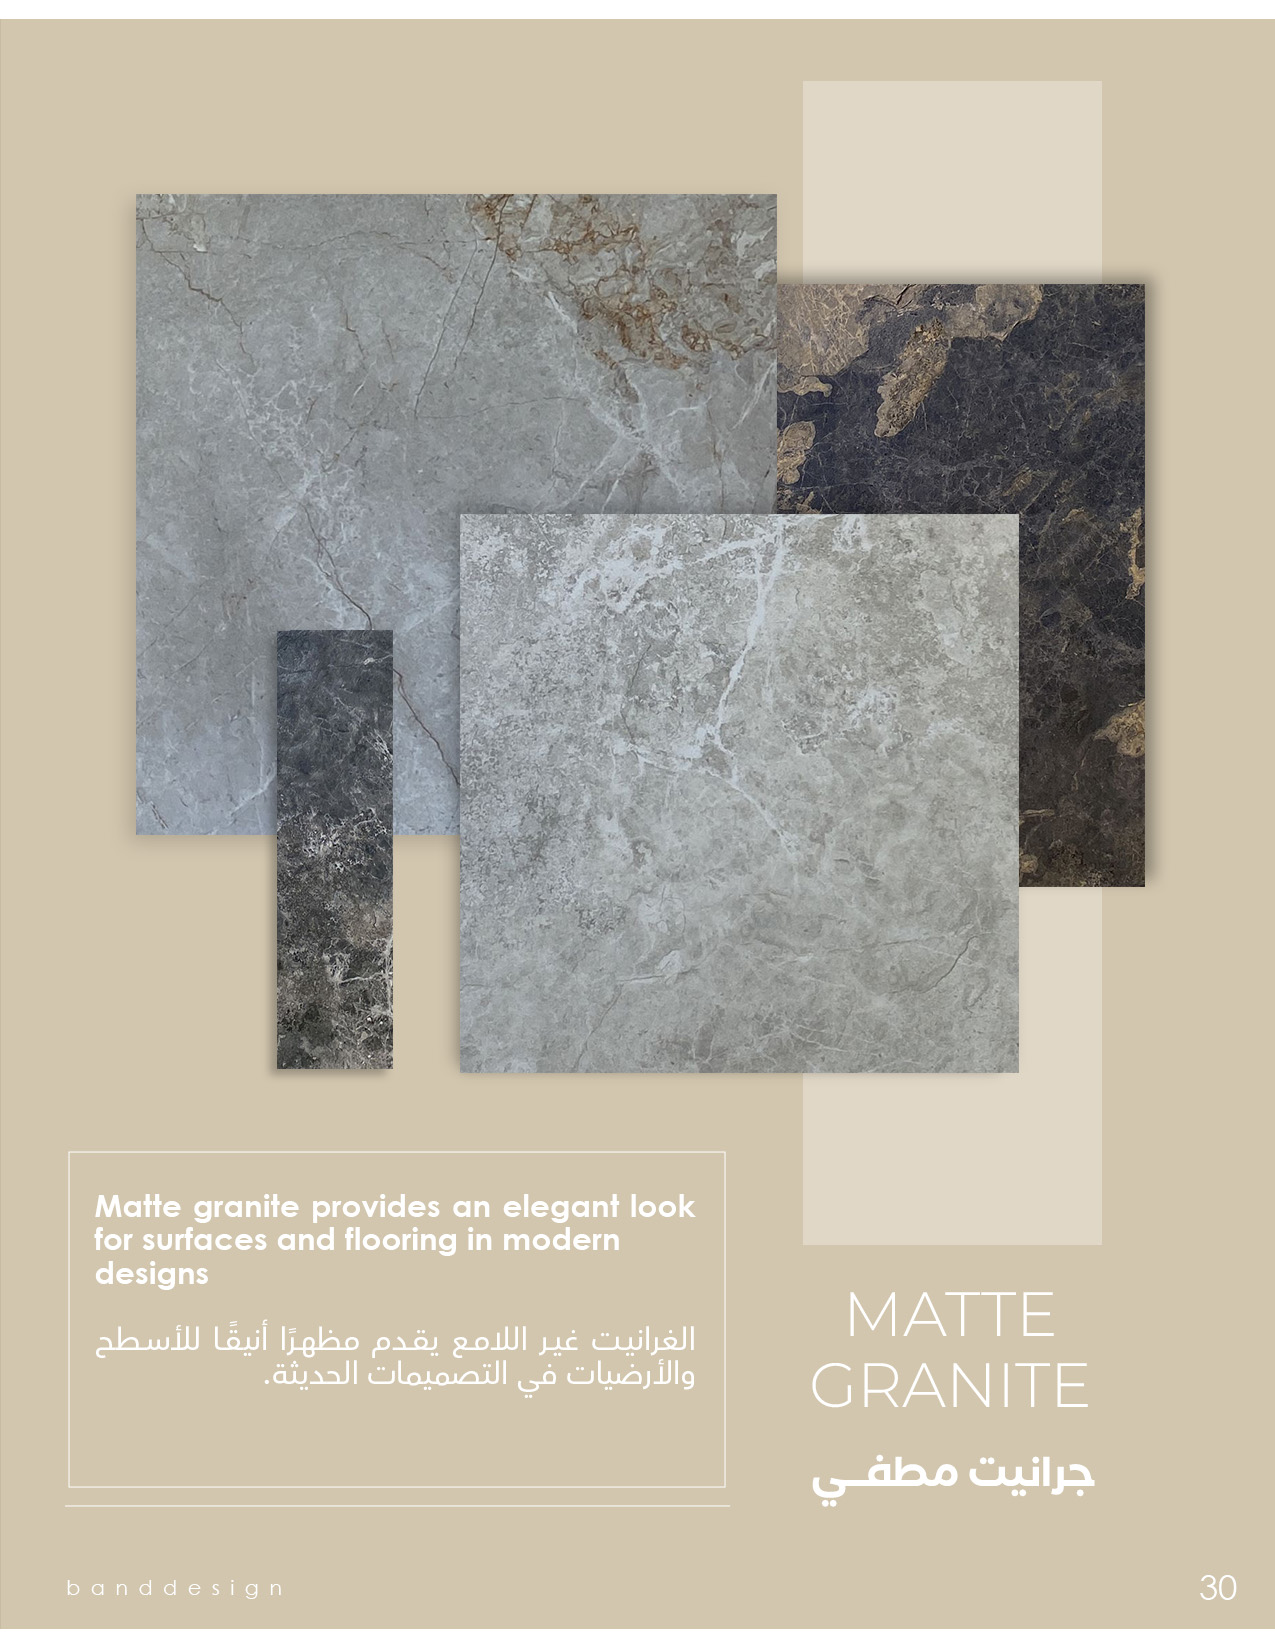 Matte granite provides an elegant look
for surfaces and flooring in modern
designs
الغرانيت غير اللامع يقدم مظهرًا أنيقًا للأسطح
والأرضيات في التصميمات الحديثة.
MATTE
GRANITE
جرانيت مطفـي
banddesign
30